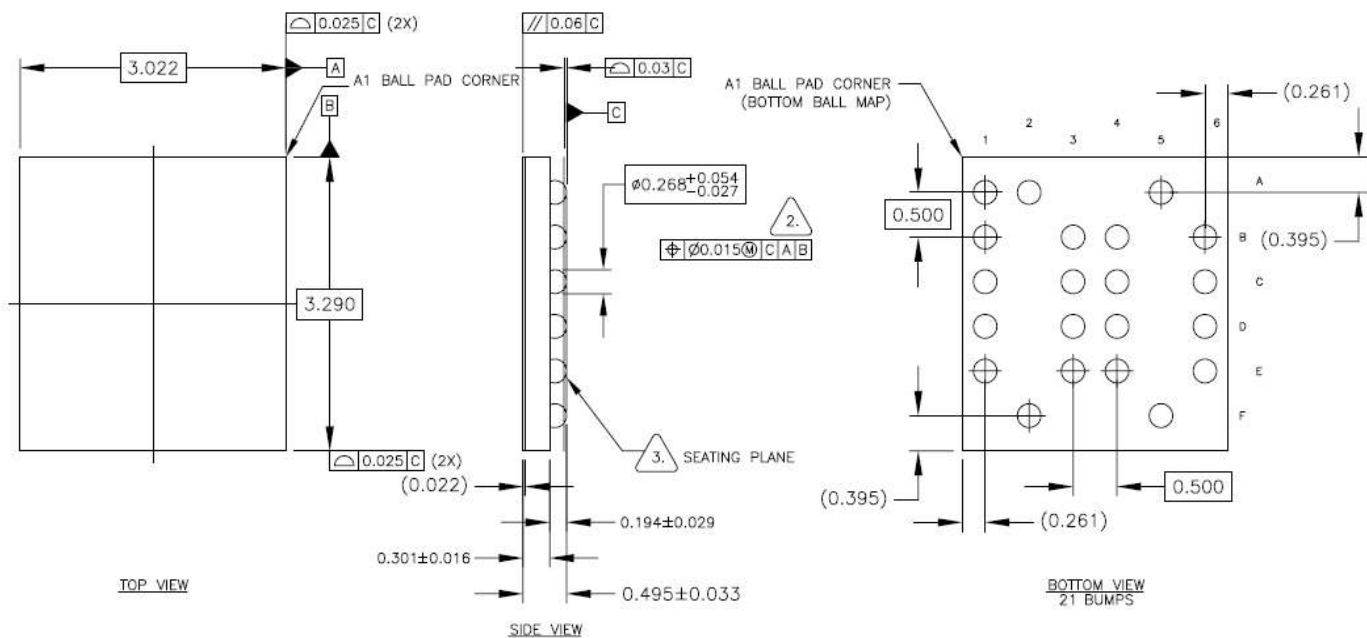 ⌓ 0.025 C (2X)
3.022
A
A1 BALL PAD CORNER
B
3.290
⌓ 0.025 C (2X)
TOP VIEW
// 0.06 C
⌓ 0.03 C
C
ø0.268 +0.054 -0.027
2.
⌖ Ø0.015Ⓜ C A B
3. SEATING PLANE
(0.022)
0.194±0.029
0.301±0.016
0.495±0.033
SIDE VIEW
A1 BALL PAD CORNER
(BOTTOM BALL MAP)
(0.261)
1 2 3 4 5 6
A
B
C
D
E
F
0.500
(0.395)
(0.395)
0.500
(0.261)
BOTTOM VIEW
21 BUMPS